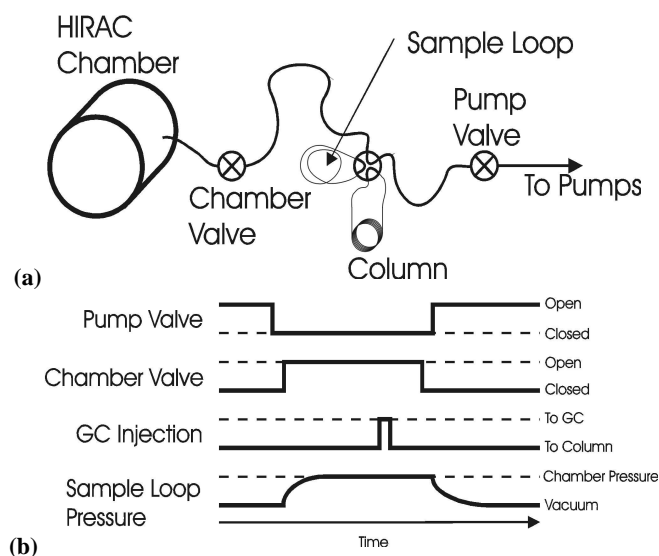 HIRAC
Chamber
Sample Loop
Pump
Valve
Chamber
Valve
To Pumps
Column
(a)
Pump Valve
Open
Closed
Chamber Valve
Open
Closed
GC Injection
To GC
To Column
Sample Loop
Pressure
Chamber Pressure
Vacuum
Time
(b)